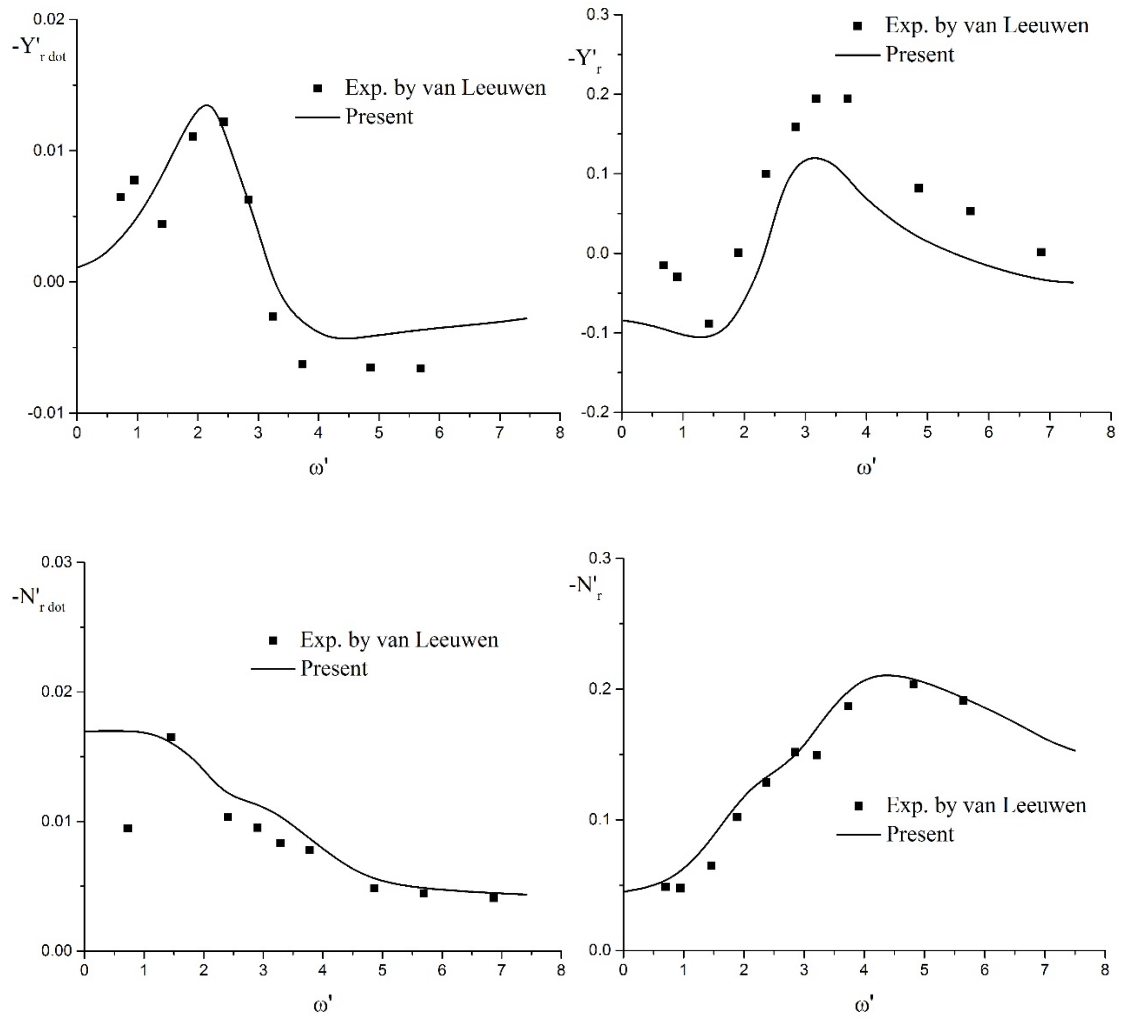 0.02
-Y'r dot
Exp. by van Leeuwen
Present
0.01
0.00
-0.01
0 1 2 3 4 5 6 7 8
ω'
0.3
-Y'r
Exp. by van Leeuwen
Present
0.2
0.1
0.0
-0.1
-0.2
0 1 2 3 4 5 6 7 8
ω'
0.03
-N'r dot
Exp. by van Leeuwen
Present
0.02
0.01
0.00
0 1 2 3 4 5 6 7 8
ω'
0.3
-N'r
0.2
Exp. by van Leeuwen
Present
0.1
0.0
0 1 2 3 4 5 6 7 8
ω'